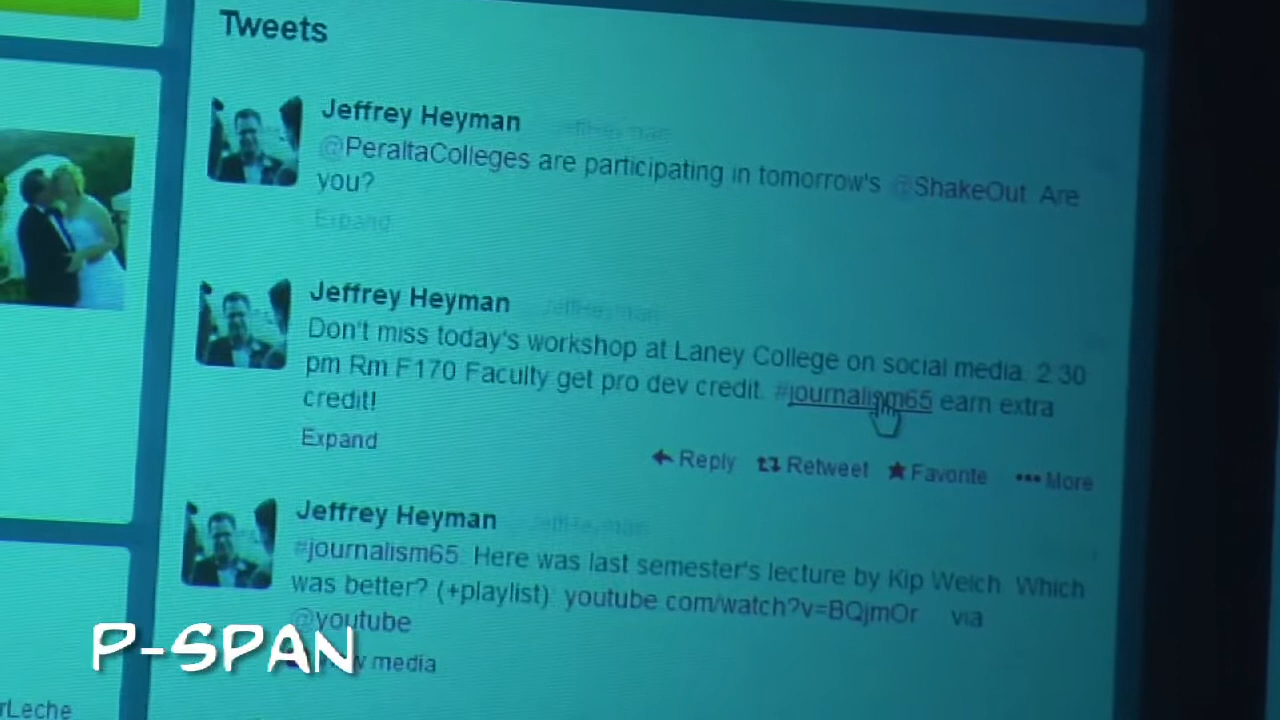 Tweets
Jeffrey Heyman
@PeraltaColleges are participating in tomorrow's @ShakeOut Are
you?
Expand
Jeffrey Heyman
Don't miss today's workshop at Laney College on social media. 2:30
pm Rm F170 Faculty get pro dev credit. #journalism65 earn extra
credit!
Expand
Reply Retweet Favorite More
Jeffrey Heyman
#journalism65. Here was last semester's lecture by Kip Welch. Which
was better? (+playlist): youtube.com/watch?v=BQjmOr via
@youtube
media
P-SPAN
rLeche